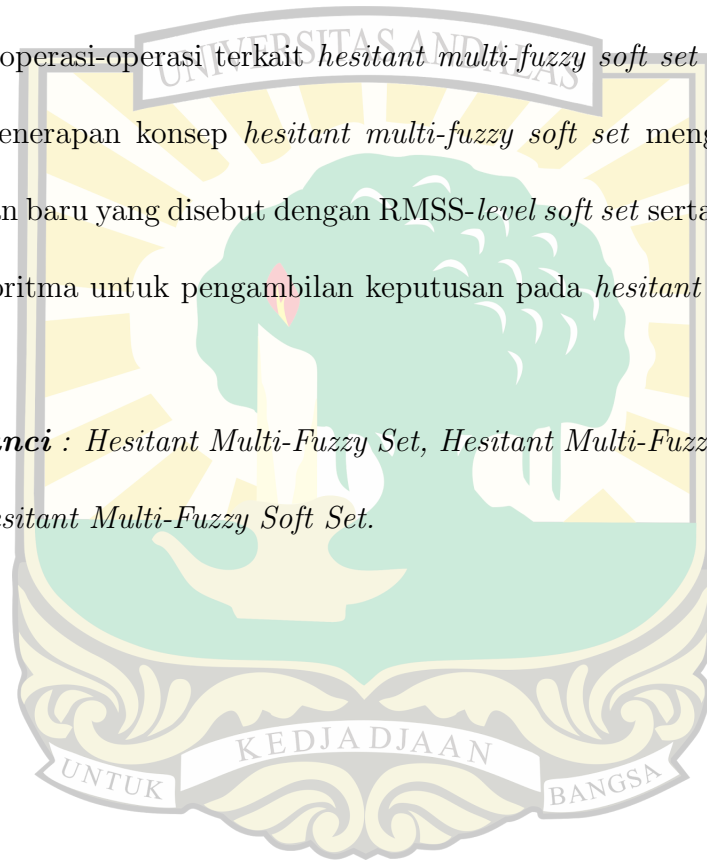 UNIVERSITAS ANDALAS
operasi-operasi terkait hesitant multi-fuzzy soft set
enerapan konsep hesitant multi-fuzzy soft set meng
n baru yang disebut dengan RMSS-level soft set serta
oritma untuk pengambilan keputusan pada hesitant
nci : Hesitant Multi-Fuzzy Set, Hesitant Multi-Fuzz
sitant Multi-Fuzzy Soft Set.
UNTUK KEDJADJAAN BANGSA